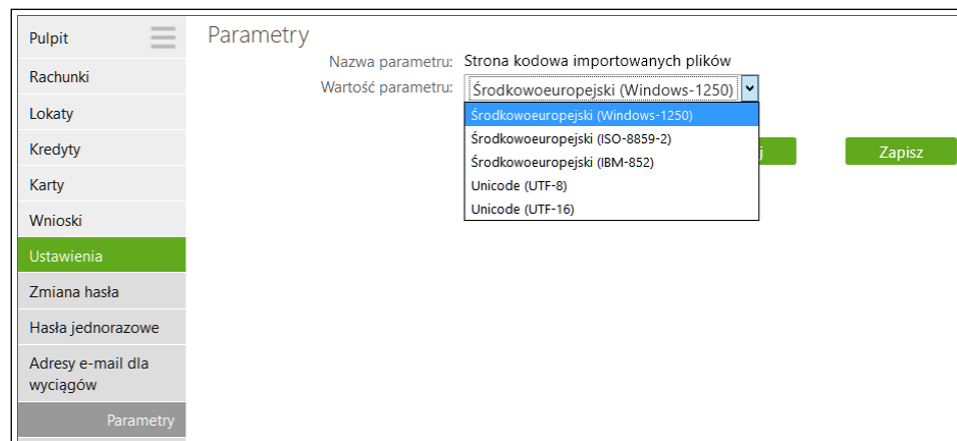 Pulpit
Parametry
Nazwa parametru: Strona kodowa importowanych plików
Wartość parametru: Środkowoeuropejski (Windows-1250)
Środkowoeuropejski (Windows-1250)
Środkowoeuropejski (ISO-8859-2)
Środkowoeuropejski (IBM-852)
Unicode (UTF-8)
Unicode (UTF-16)
Zapisz
Rachunki
Lokaty
Kredyty
Karty
Wnioski
Ustawienia
Zmiana hasła
Hasła jednorazowe
Adresy e-mail dla
wyciągów
Parametry